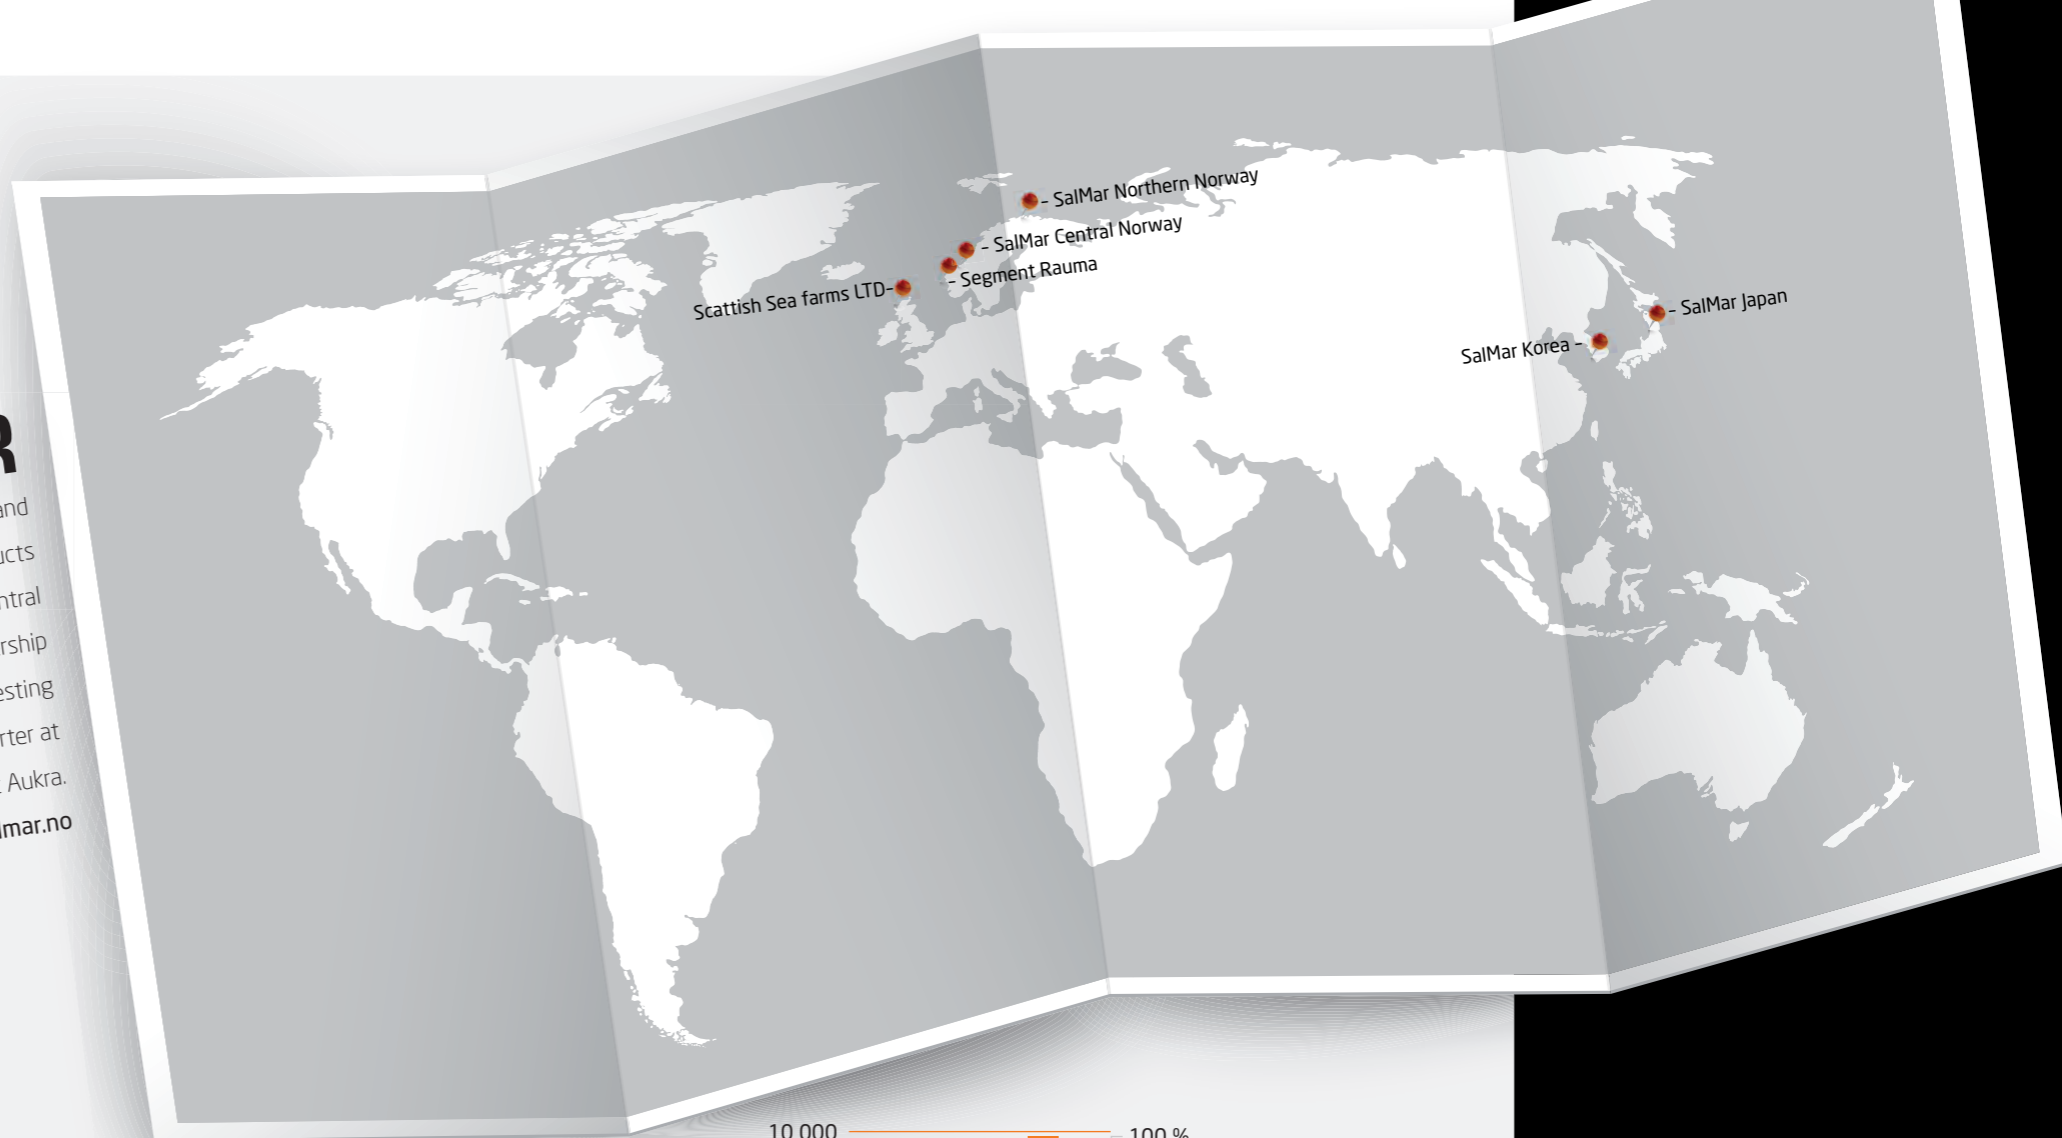 R
and
ucts
ntral
rship
esting
rter at
t Aukra.
lmar.no
– SalMar Northern Norway
– SalMar Central Norway
– Segment Rauma
Scattish Sea farms LTD–
– SalMar Japan
SalMar Korea –
10 000
100 %